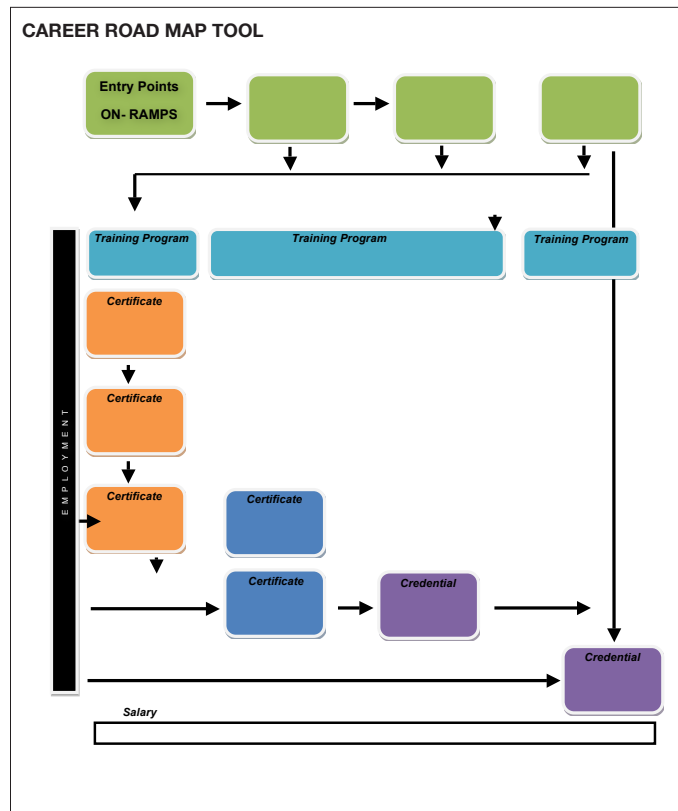 CAREER ROAD MAP TOOL
Entry Points
ON- RAMPS
Training Program
Training Program
Training Program
EMPLOYMENT
Certificate
Certificate
Certificate
Certificate
Certificate
Credential
Credential
Salary